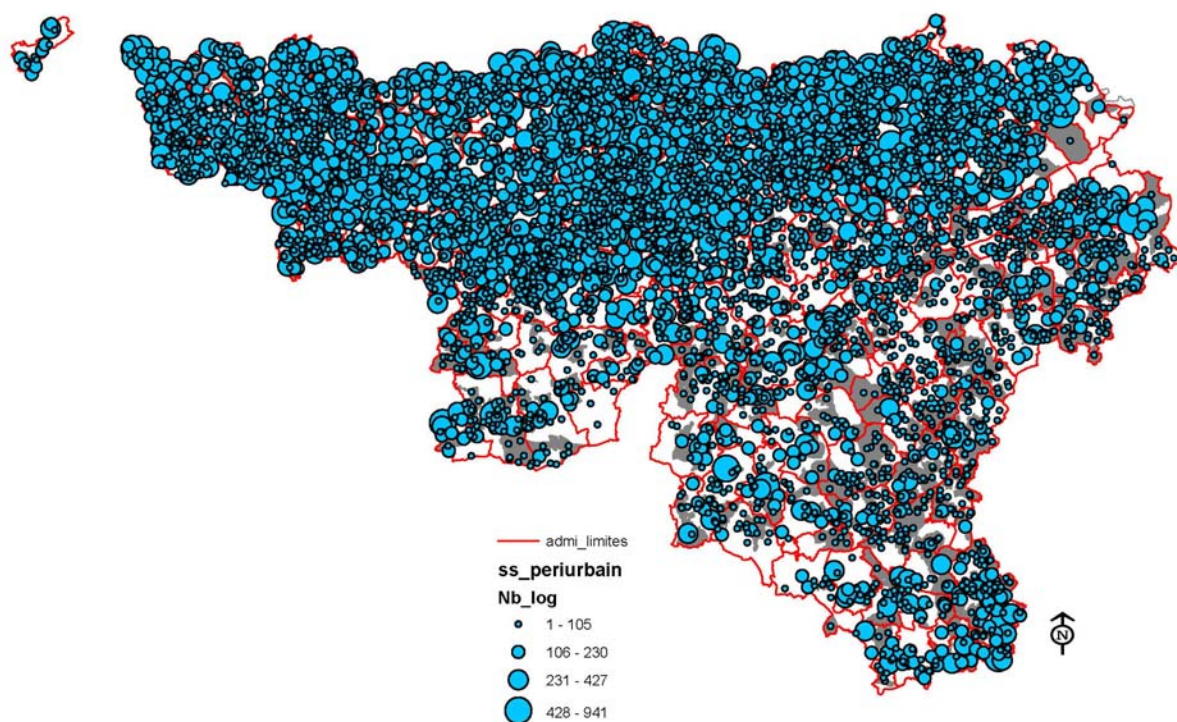 admi_limites
ss_periurbain
Nb_log
1 - 105
106 - 230
231 - 427
428 - 941
N